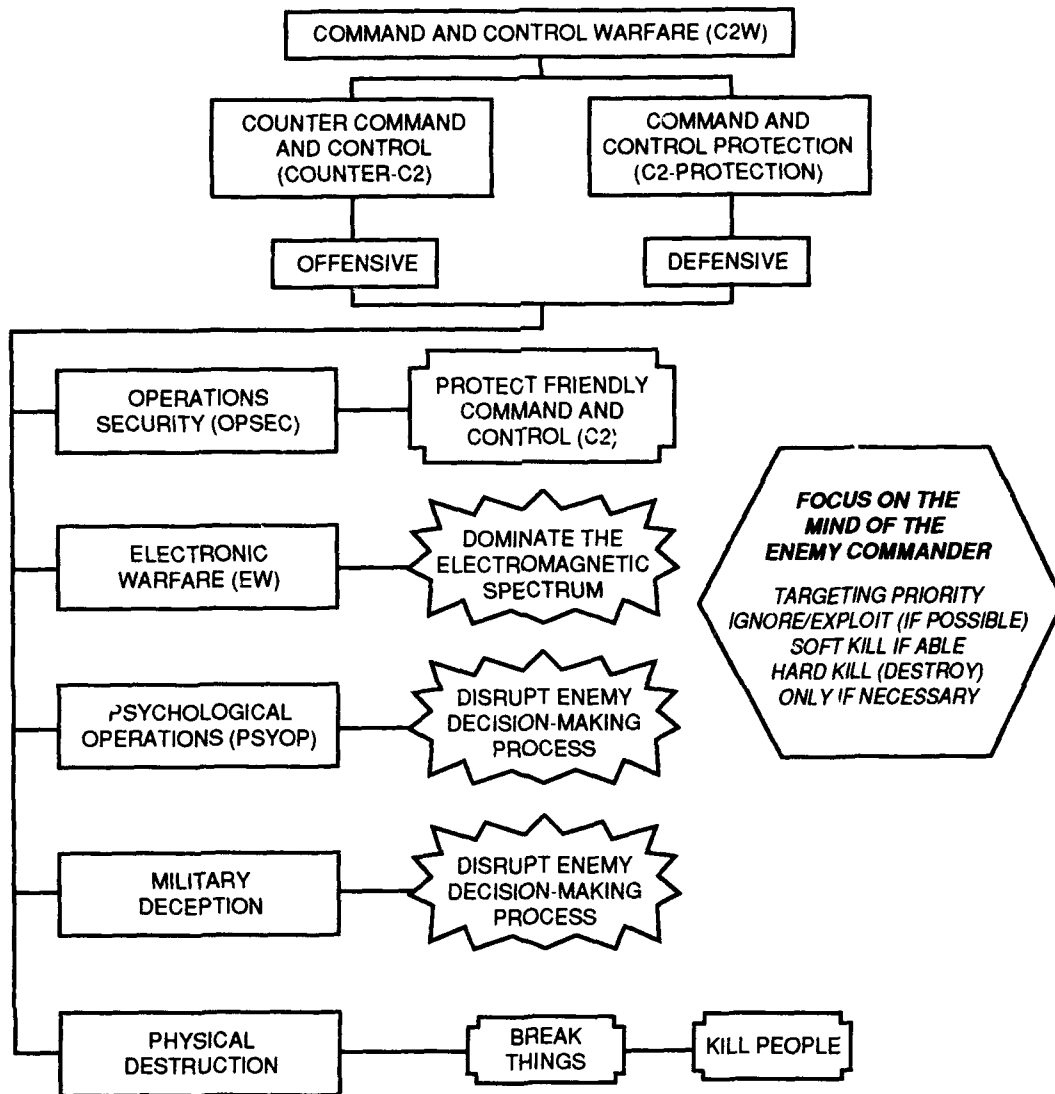 COMMAND AND CONTROL WARFARE (C2W)
COUNTER COMMAND
AND CONTROL
(COUNTER-C2)
COMMAND AND
CONTROL PROTECTION
(C2-PROTECTION)
OFFENSIVE
DEFENSIVE
OPERATIONS
SECURITY (OPSEC)
PROTECT FRIENDLY
COMMAND AND
CONTROL (C2)
ELECTRONIC
WARFARE (EW)
DOMINATE THE
ELECTROMAGNETIC
SPECTRUM
FOCUS ON THE
MIND OF THE
ENEMY COMMANDER
TARGETING PRIORITY
IGNORE/EXPLOIT (IF POSSIBLE)
SOFT KILL IF ABLE
HARD KILL (DESTROY)
ONLY IF NECESSARY
PSYCHOLOGICAL
OPERATIONS (PSYOP)
DISRUPT ENEMY
DECISION-MAKING
PROCESS
MILITARY
DECEPTION
DISRUPT ENEMY
DECISION-MAKING
PROCESS
PHYSICAL
DESTRUCTION
BREAK
THINGS
KILL PEOPLE